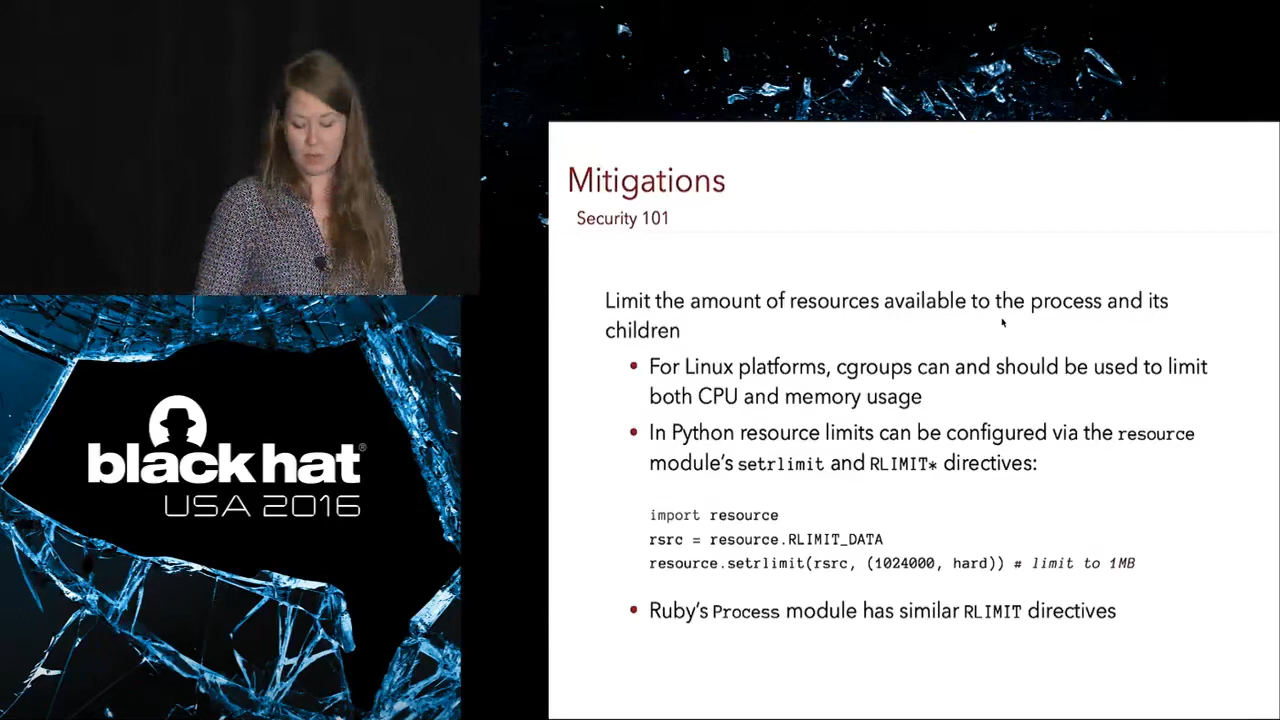 Mitigations
Security 101
Limit the amount of resources available to the process and its
children
• For Linux platforms, cgroups can and should be used to limit
both CPU and memory usage
• In Python resource limits can be configured via the resource
module's setrlimit and RLIMIT* directives:
import resource
rsrc = resource.RLIMIT_DATA
resource.setrlimit(rsrc, (1024000, hard)) # limit to 1MB
• Ruby's Process module has similar RLIMIT directives
black hat®
USA 2016